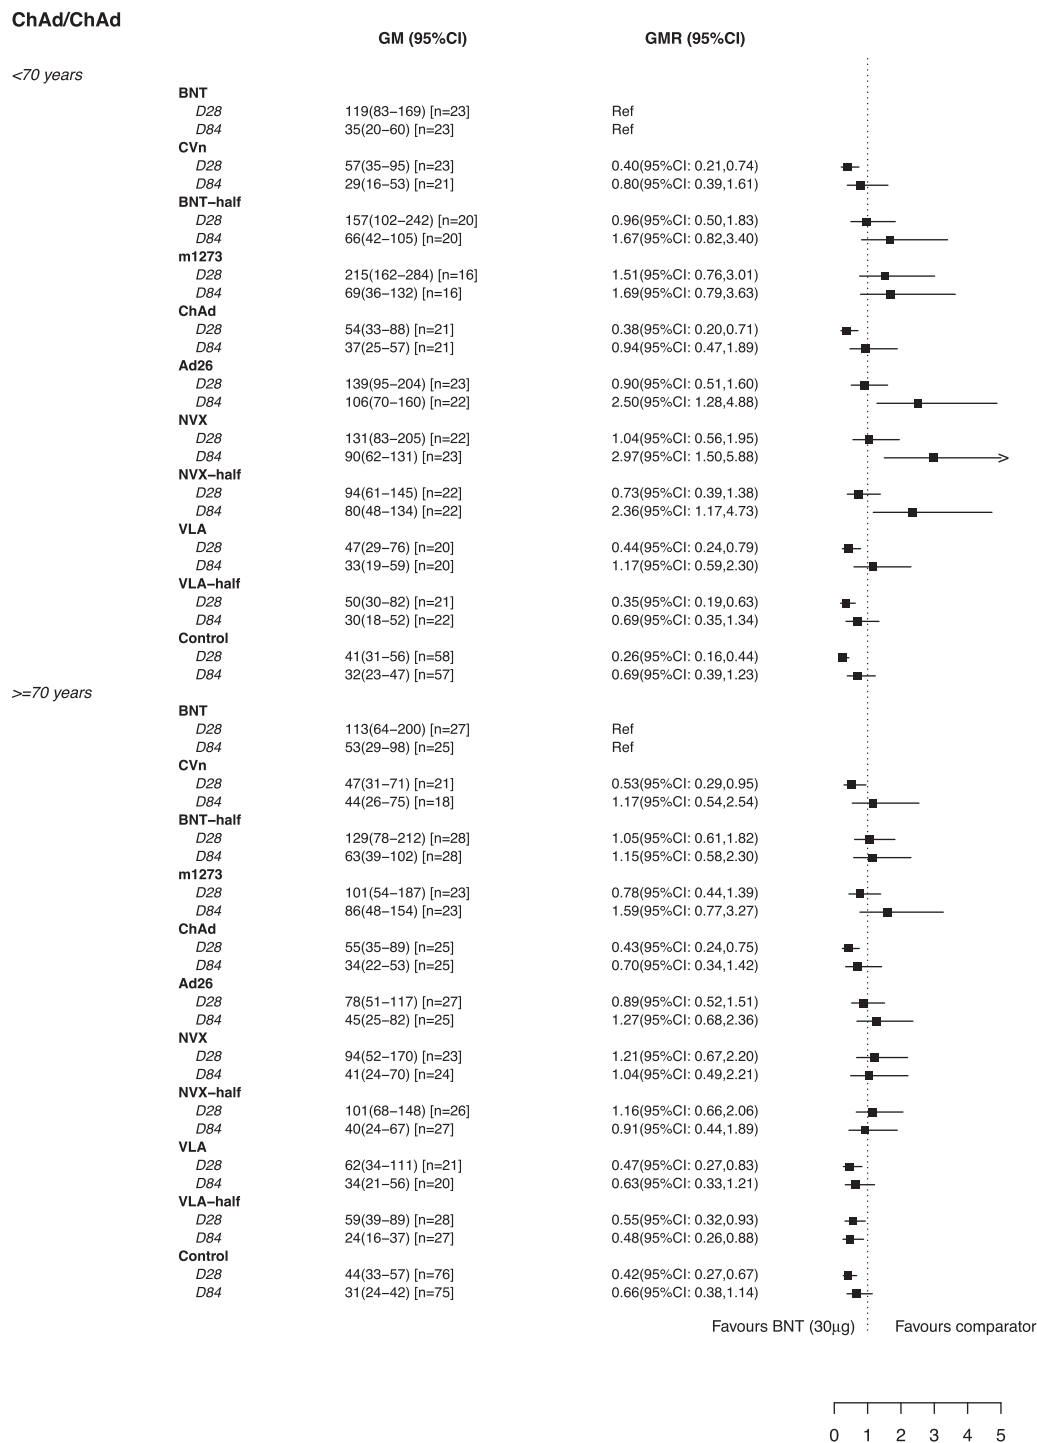 ChAd/ChAd
GM (95%CI) GMR (95%CI)
<70 years
BNT
D28 119(83−169) [n=23] Ref
D84 35(20−60) [n=23] Ref
CVn
D28 57(35−95) [n=23] 0.40(95%CI: 0.21,0.74)
D84 29(16−53) [n=21] 0.80(95%CI: 0.39,1.61)
BNT−half
D28 157(102−242) [n=20] 0.96(95%CI: 0.50,1.83)
D84 66(42−105) [n=20] 1.67(95%CI: 0.82,3.40)
m1273
D28 215(162−284) [n=16] 1.51(95%CI: 0.76,3.01)
D84 69(36−132) [n=16] 1.69(95%CI: 0.79,3.63)
ChAd
D28 54(33−88) [n=21] 0.38(95%CI: 0.20,0.71)
D84 37(25−57) [n=21] 0.94(95%CI: 0.47,1.89)
Ad26
D28 139(95−204) [n=23] 0.90(95%CI: 0.51,1.60)
D84 106(70−160) [n=22] 2.50(95%CI: 1.28,4.88)
NVX
D28 131(83−205) [n=22] 1.04(95%CI: 0.56,1.95)
D84 90(62−131) [n=23] 2.97(95%CI: 1.50,5.88)
NVX−half
D28 94(61−145) [n=22] 0.73(95%CI: 0.39,1.38)
D84 80(48−134) [n=22] 2.36(95%CI: 1.17,4.73)
VLA
D28 47(29−76) [n=20] 0.44(95%CI: 0.24,0.79)
D84 33(19−59) [n=20] 1.17(95%CI: 0.59,2.30)
VLA−half
D28 50(30−82) [n=21] 0.35(95%CI: 0.19,0.63)
D84 30(18−52) [n=22] 0.69(95%CI: 0.35,1.34)
Control
D28 41(31−56) [n=58] 0.26(95%CI: 0.16,0.44)
D84 32(23−47) [n=57] 0.69(95%CI: 0.39,1.23)
>=70 years
BNT
D28 113(64−200) [n=27] Ref
D84 53(29−98) [n=25] Ref
CVn
D28 47(31−71) [n=21] 0.53(95%CI: 0.29,0.95)
D84 44(26−75) [n=18] 1.17(95%CI: 0.54,2.54)
BNT−half
D28 129(78−212) [n=28] 1.05(95%CI: 0.61,1.82)
D84 63(39−102) [n=28] 1.15(95%CI: 0.58,2.30)
m1273
D28 101(54−187) [n=23] 0.78(95%CI: 0.44,1.39)
D84 86(48−154) [n=23] 1.59(95%CI: 0.77,3.27)
ChAd
D28 55(35−89) [n=25] 0.43(95%CI: 0.24,0.75)
D84 34(22−53) [n=25] 0.70(95%CI: 0.34,1.42)
Ad26
D28 78(51−117) [n=27] 0.89(95%CI: 0.52,1.51)
D84 45(25−82) [n=25] 1.27(95%CI: 0.68,2.36)
NVX
D28 94(52−170) [n=23] 1.21(95%CI: 0.67,2.20)
D84 41(24−70) [n=24] 1.04(95%CI: 0.49,2.21)
NVX−half
D28 101(68−148) [n=26] 1.16(95%CI: 0.66,2.06)
D84 40(24−67) [n=27] 0.91(95%CI: 0.44,1.89)
VLA
D28 62(34−111) [n=21] 0.47(95%CI: 0.27,0.83)
D84 34(21−56) [n=20] 0.63(95%CI: 0.33,1.21)
VLA−half
D28 59(39−89) [n=28] 0.55(95%CI: 0.32,0.93)
D84 24(16−37) [n=27] 0.48(95%CI: 0.26,0.88)
Control
D28 44(33−57) [n=76] 0.42(95%CI: 0.27,0.67)
D84 31(24−42) [n=75] 0.66(95%CI: 0.38,1.14)
Favours BNT (30µg) Favours comparator
0 1 2 3 4 5